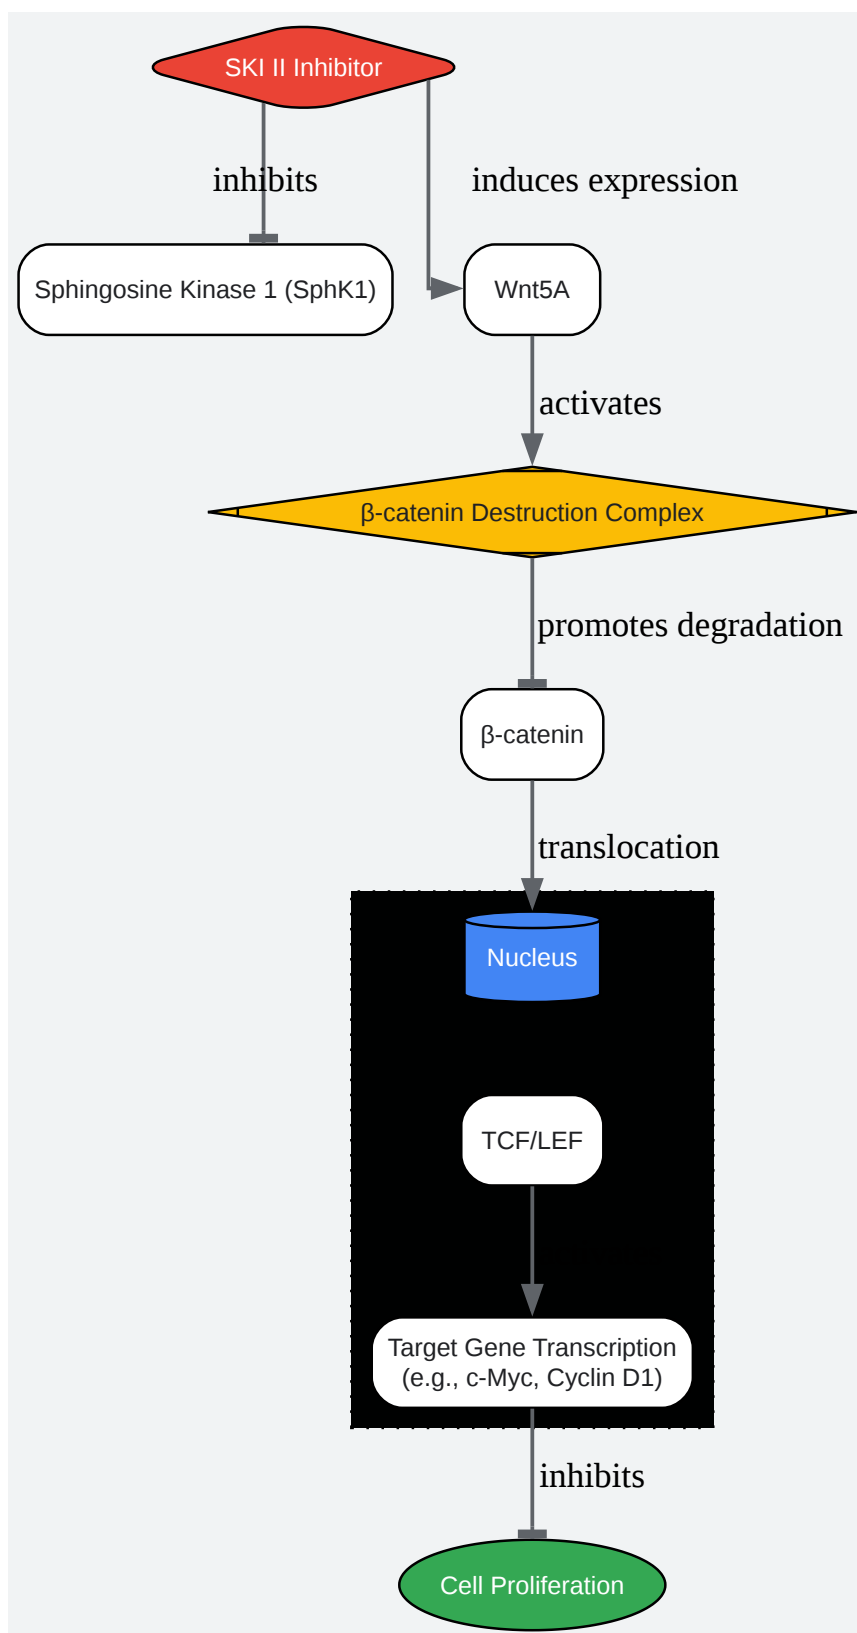 SKI II Inhibitor
inhibits
induces expression
Sphingosine Kinase 1 (SphK1)
Wnt5A
activates
β-catenin Destruction Complex
promotes degradation
β-catenin
translocation
Nucleus
TCF/LEF
Target Gene Transcription
(e.g., c-Myc, Cyclin D1)
inhibits
Cell Proliferation